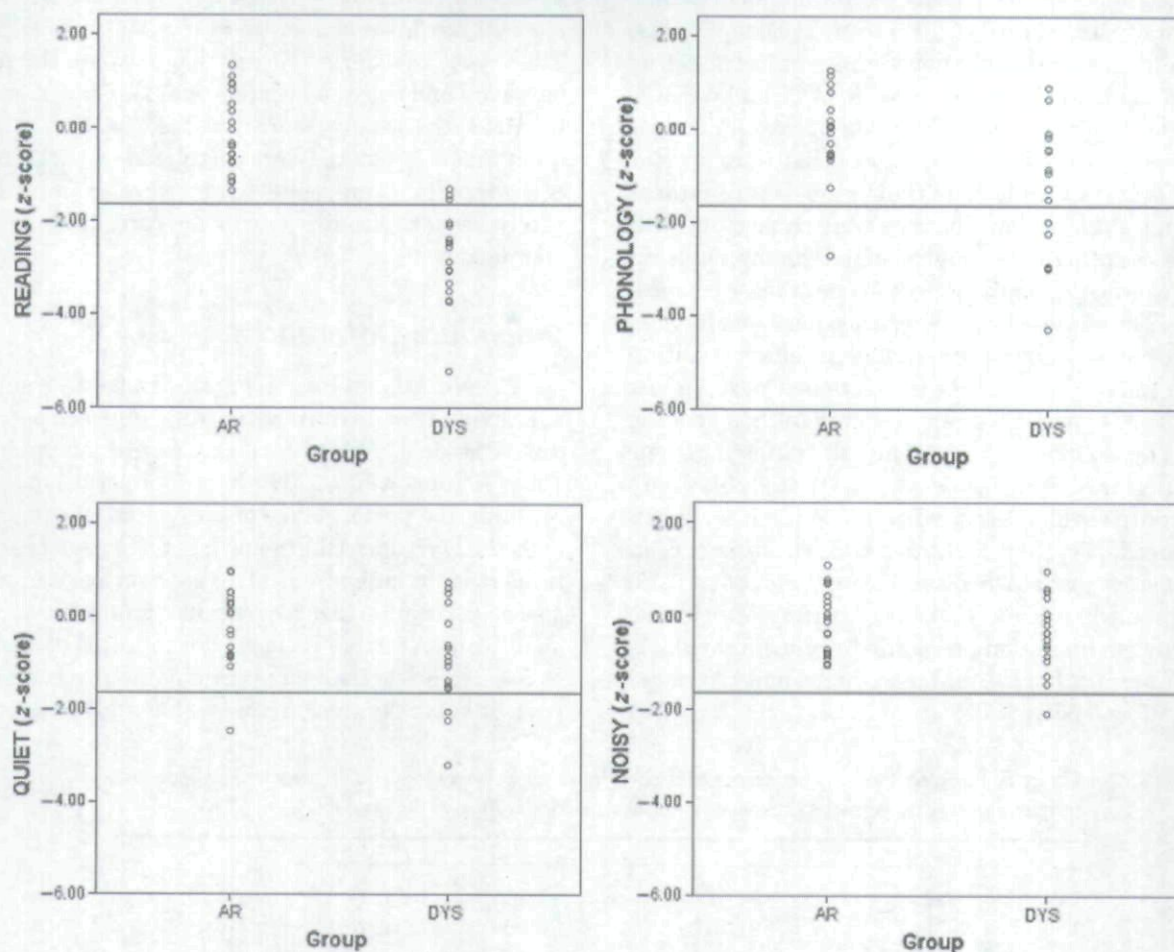 READING (z-score)
2.00
0.00
−2.00
−4.00
−6.00
AR
DYS
Group
PHONOLOGY (z-score)
2.00
0.00
−2.00
−4.00
−6.00
AR
DYS
Group
QUIET (z-score)
2.00
0.00
−2.00
−4.00
−6.00
AR
DYS
Group
NOISY (z-score)
2.00
0.00
−2.00
−4.00
−6.00
AR
DYS
Group